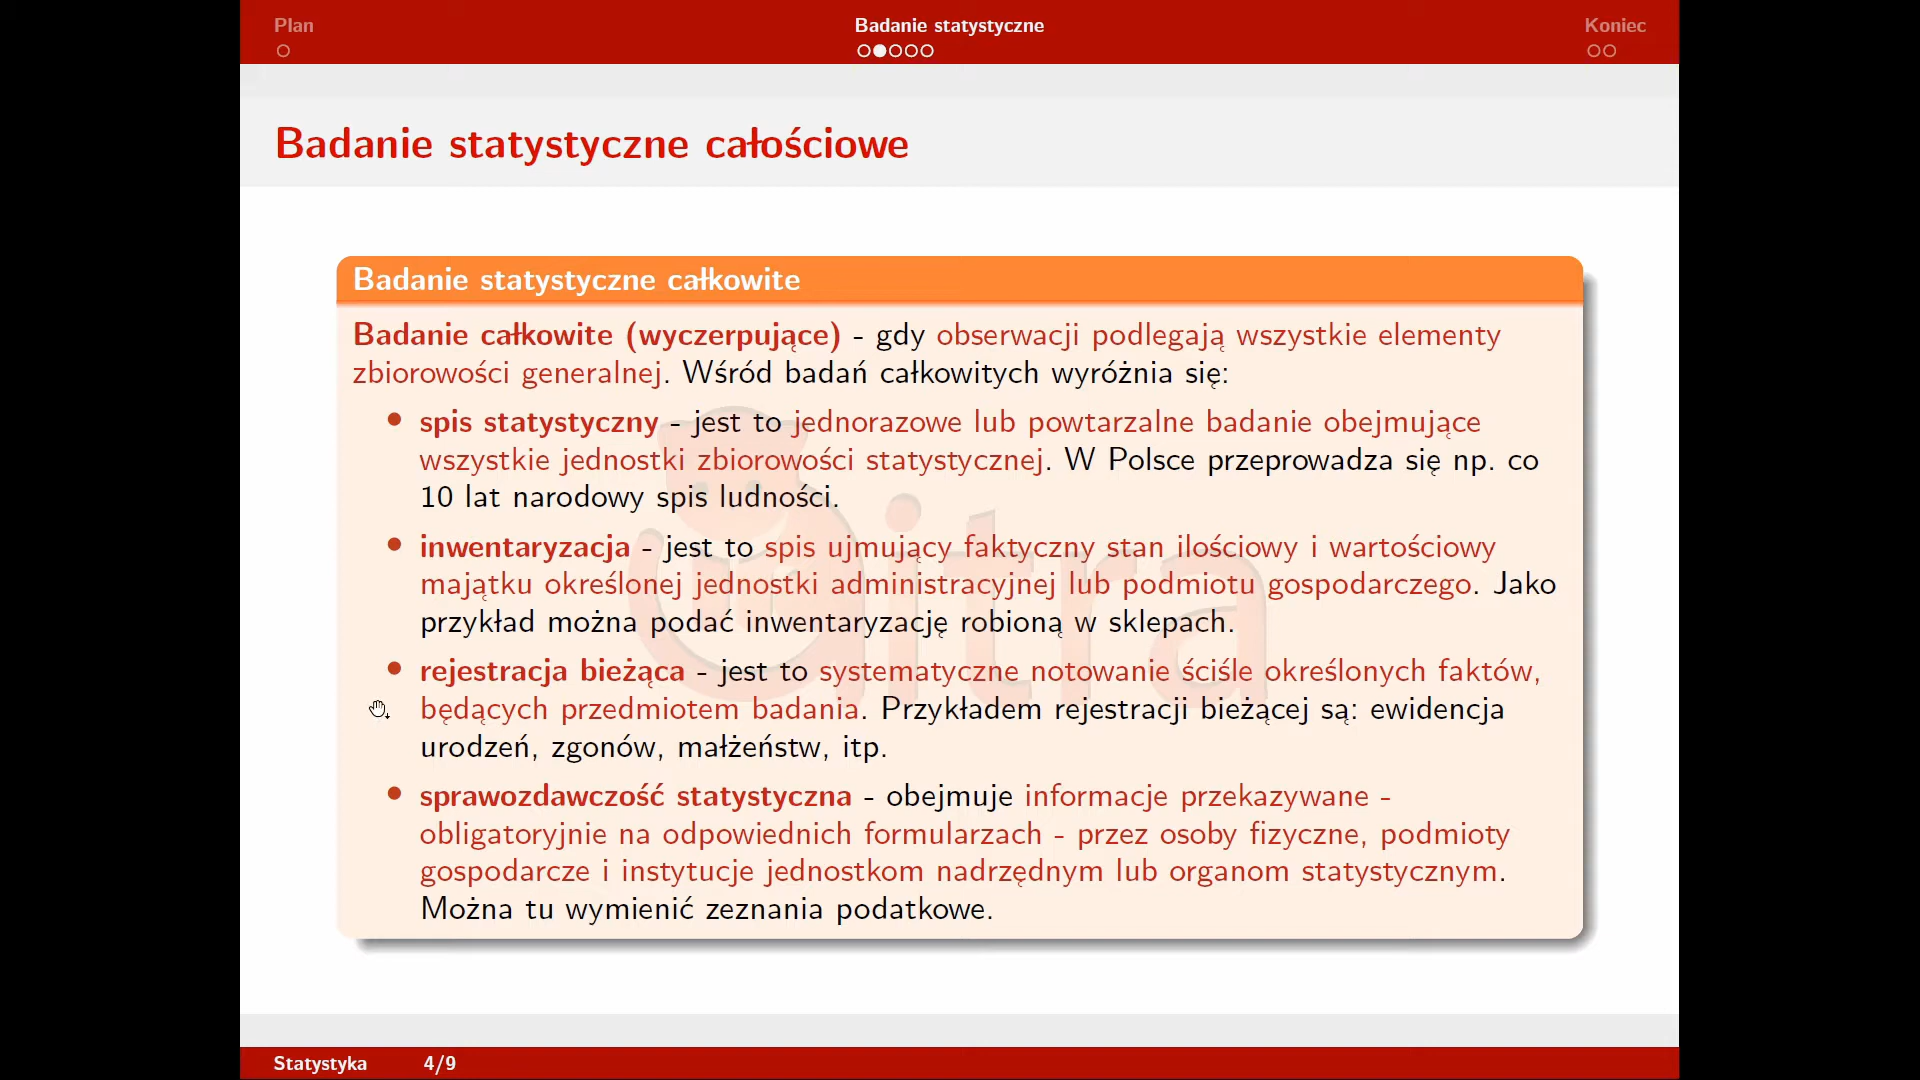 Plan
Badanie statystyczne
Koniec
Badanie statystyczne całościowe
Badanie statystyczne całkowite
Badanie całkowite (wyczerpujące) - gdy obserwacji podlegają wszystkie elementy
zbiorowości generalnej. Wśród badań całkowitych wyróżnia się:
spis statystyczny - jest to jednorazowe lub powtarzalne badanie obejmujące
wszystkie jednostki zbiorowości statystycznej. W Polsce przeprowadza się np. co
10 lat narodowy spis ludności.
inwentaryzacja - jest to spis ujmujący faktyczny stan ilościowy i wartościowy
majątku określonej jednostki administracyjnej lub podmiotu gospodarczego. Jako
przykład można podać inwentaryzację robioną w sklepach.
rejestracja bieżąca - jest to systematyczne notowanie ściśle określonych faktów,
będących przedmiotem badania. Przykładem rejestracji bieżącej są: ewidencja
urodzeń, zgonów, małżeństw, itp.
sprawozdawczość statystyczna - obejmuje informacje przekazywane -
obligatoryjnie na odpowiednich formularzach - przez osoby fizyczne, podmioty
gospodarcze i instytucje jednostkom nadrzędnym lub organom statystycznym.
Można tu wymienić zeznania podatkowe.
Statystyka 4/9